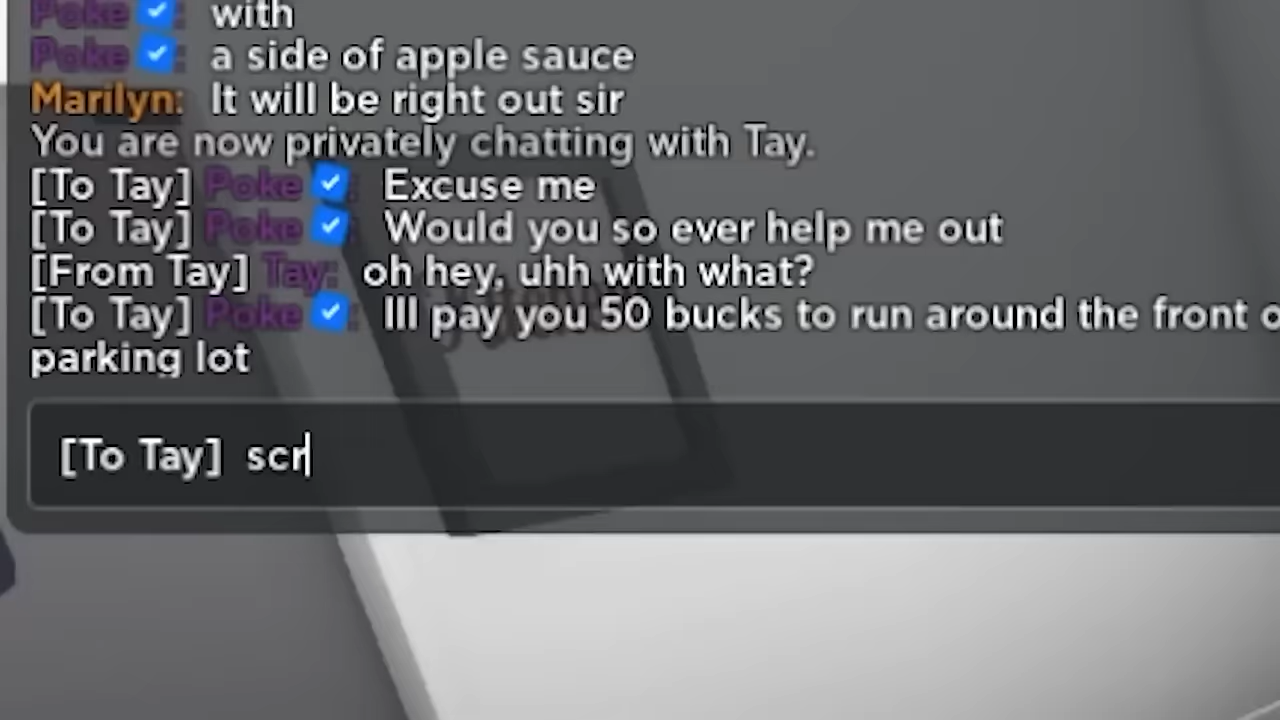 Poke: with
Poke: a side of apple sauce
Marilyn: It will be right out sir
You are now privately chatting with Tay.
[To Tay] Poke: Excuse me
[To Tay] Poke: Would you so ever help me out
[From Tay] Tay: oh hey, uhh with what?
[To Tay] Poke: Ill pay you 50 bucks to run around the front
parking lot
[To Tay] scr